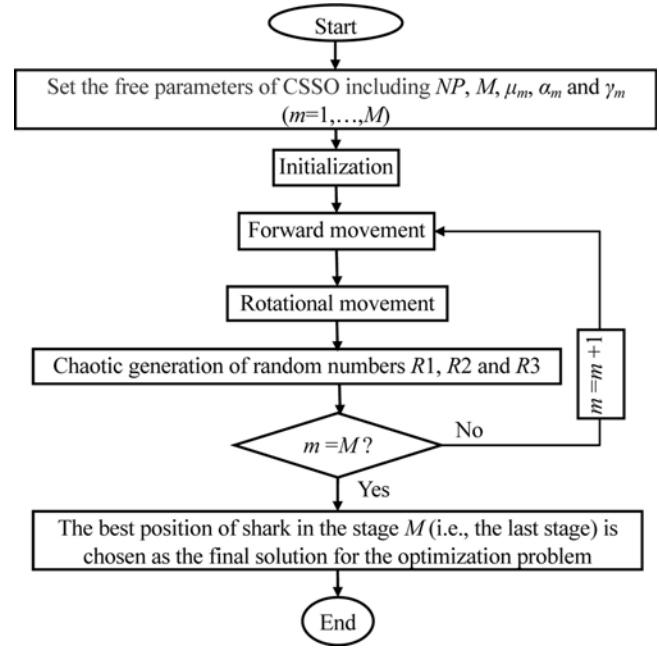 Start
Set the free parameters of CSSO including NP, M, μm, αm and γm
(m=1,…,M)
Initialization
Forward movement
Rotational movement
Chaotic generation of random numbers R1, R2 and R3
m =M ?
No
m =m +1
Yes
The best position of shark in the stage M (i.e., the last stage) is
chosen as the final solution for the optimization problem
End